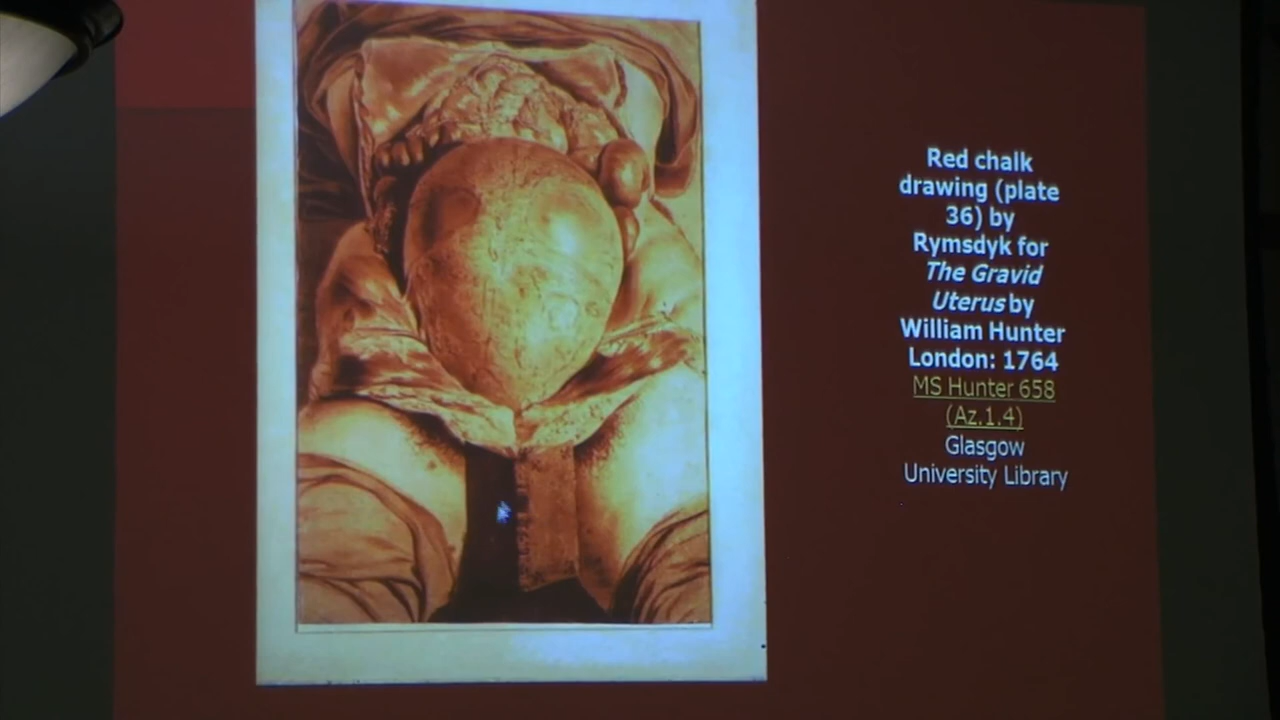 Red chalk
drawing (plate
36) by
Rymsdyk for
The Gravid
Uterus by
William Hunter
London: 1764
MS Hunter 658
(Az.1.4)
Glasgow
University Library